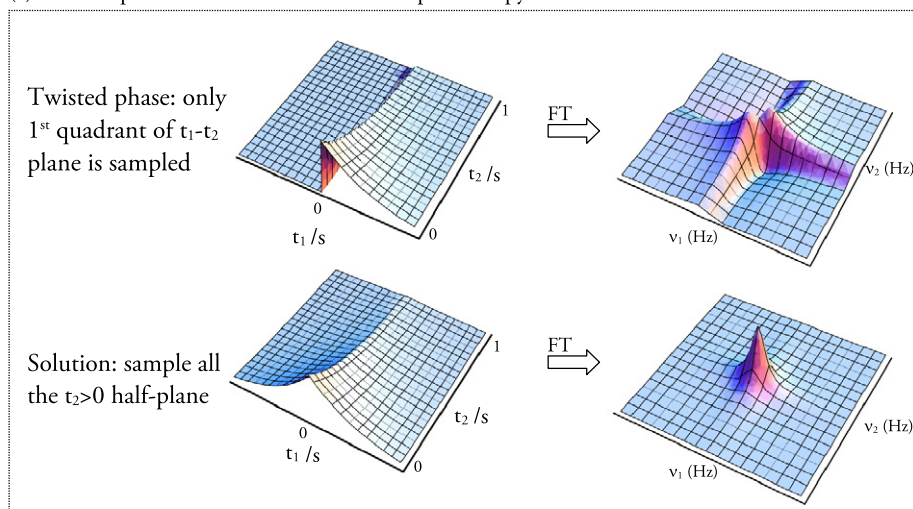 Twisted phase: only
1st quadrant of t1-t2
plane is sampled
0
t1 /s
0
t2 /s
1
FT
ν1 (Hz)
ν2 (Hz)
Solution: sample all
the t2>0 half-plane
0
t1 /s
0
t2 /s
1
FT
ν1 (Hz)
ν2 (Hz)